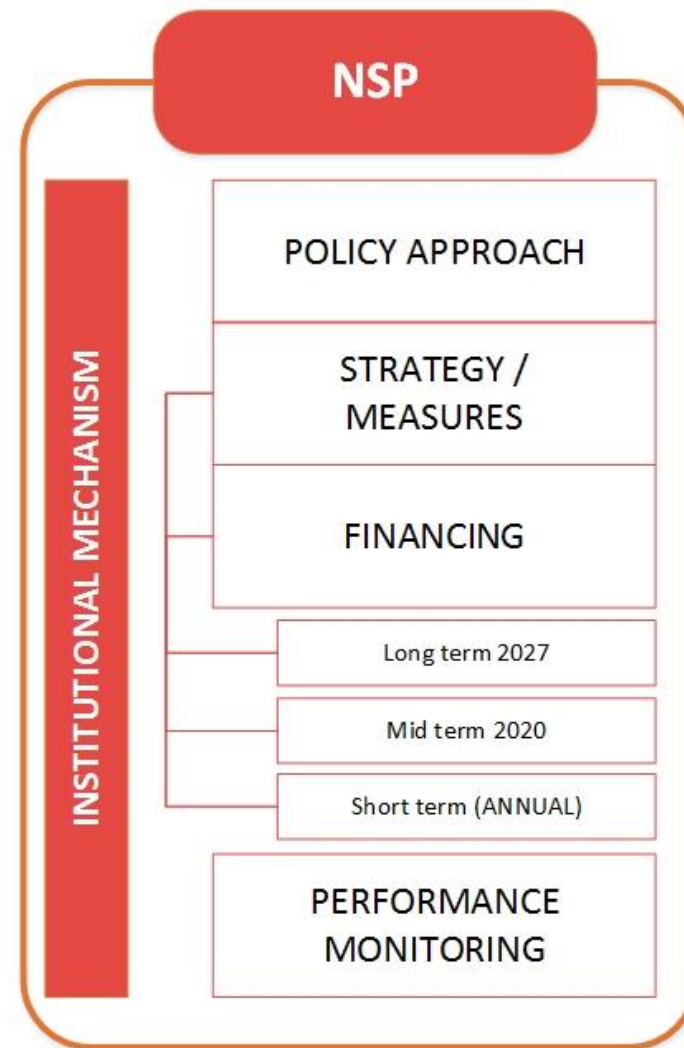 NSP
INSTITUTIONAL MECHANISM
POLICY APPROACH
STRATEGY /
MEASURES
FINANCING
Long term 2027
Mid term 2020
Short term (ANNUAL)
PERFORMANCE
MONITORING